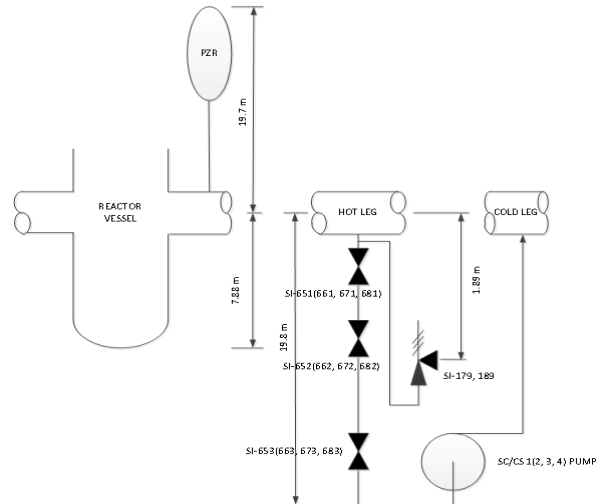 PZR
19.7 m
REACTOR
VESSEL
HOT LEG
COLD LEG
7.88 m
19.8 m
1.89 m
SI-651(661, 671, 681)
SI-652(662, 672, 682)
SI-179, 189
SI-653(663, 673, 683)
SC/CS 1(2, 3, 4) PUMP